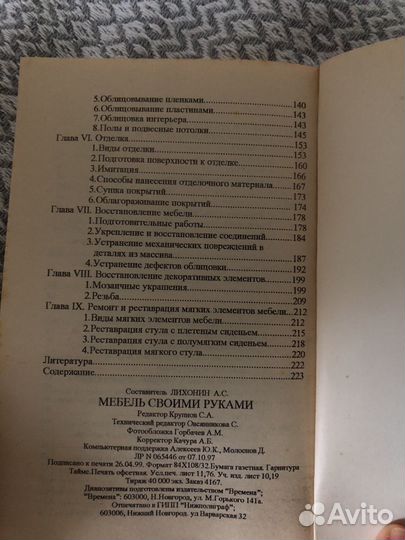 5.Облицовывание пленками 140
6.Облицовывание пластинами 143
7.Облицовка интерьера 143
8.Полы и подвесные потолки 145
Глава VI. Отделка 153
1.Виды отделки 153
2.Подготовка поверхности к отделке 160
3.Имитация 166
4.Способы нанесения отделочного материала 167
5.Сушка покрытий 173
6.Облагораживание покрытий 174
Глава VII. Восстановление мебели 178
1.Подготовительные работы 178
2.Укрепление и восстановление соединений 184
3.Устранение механических повреждений в
деталях из массива 187
4.Устранение дефектов облицовки 192
Глава VIII. Восстановление декоративных элементов 199
1.Мозаичные украшения 199
2.Резьба 209
Глава IX. Ремонт и реставрация мягких элементов мебели 212
1.Виды мягких элементов мебели 212
2.Реставрация стула с плетеным сиденьем 215
3.Реставрация стула с полумягким сиденьем 218
4.Реставрация мягкого стула 220
Литература 222
Содержание 223
Составитель ЛИХОНИН А.С.
МЕБЕЛЬ СВОИМИ РУКАМИ
Редактор Крупнов С.А.
Технический редактор Овсянникова С.
Фотообложки Горбачев А.М.
Корректор Качура А.Б.
Компьютерная поддержка Алексеев Ю.К., Молоснов Д.
ЛР N 065446 от 07.10.97
Подписано к печати 26.04.99. Формат 84X108/32.Бумага газетная. Гарнитура
Таймс.Печать офсетная. Усл.печ. лист 11,76. Уч. изд. лист 10,19
Тираж 40 000 экз. Заказ 4167.
Диапозитивы подготовлены издательством "Времена";
"Времена": 603000, Н.Новгород, ул. М.Горького 141а.
Отпечатано в ГИПП "Нижполиграф"
603006, Нижний Новгород, ул Варварская 32
Avito